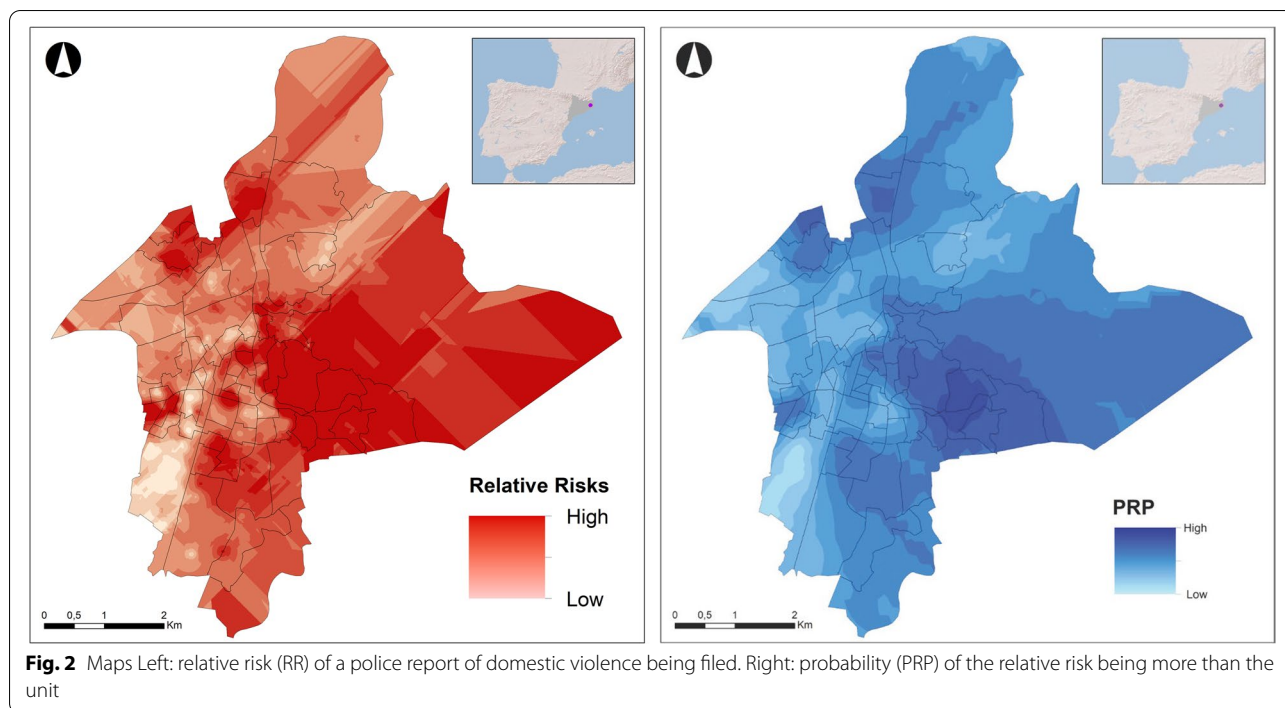 Relative Risks
High
Low
0 0,5 1 2
Km
PRP
High
Low
0 0,5 1 2
Km
Fig. 2 Maps Left: relative risk (RR) of a police report of domestic violence being filed. Right: probability (PRP) of the relative risk being more than the
unit